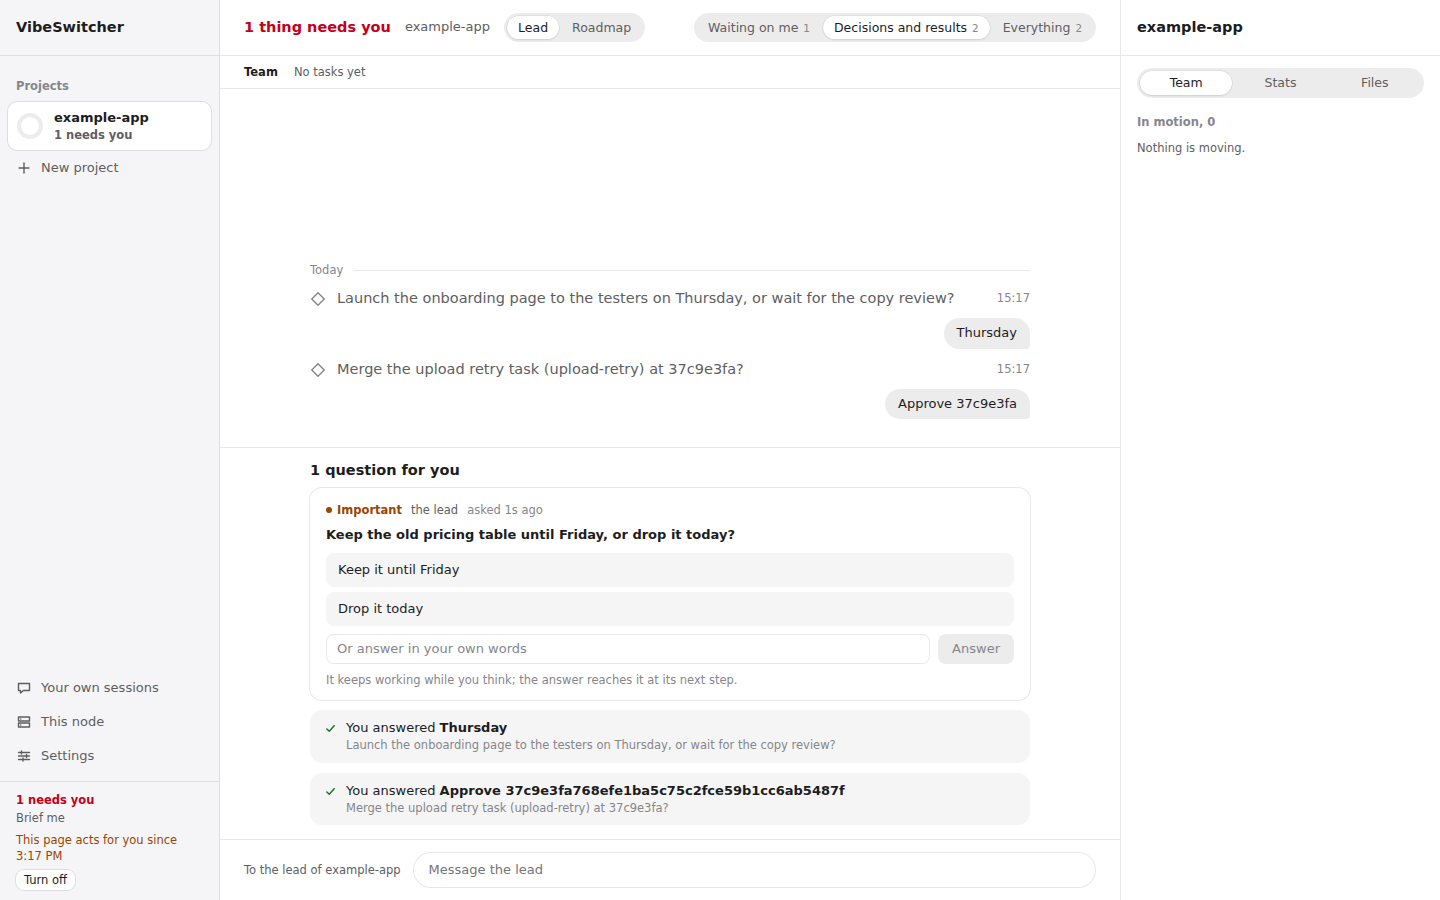 VibeSwitcher
Projects
example-app
1 needs you
New project
Your own sessions
This node
Settings
1 needs you
Brief me
This page acts for you since
3:17 PM
Turn off
1 thing needs you example-app Lead Roadmap Waiting on me 1 Decisions and results 2 Everything 2
Team No tasks yet
Today
Launch the onboarding page to the testers on Thursday, or wait for the copy review? 15:17
Thursday
Merge the upload retry task (upload-retry) at 37c9e3fa? 15:17
Approve 37c9e3fa
1 question for you
Important the lead asked 1s ago
Keep the old pricing table until Friday, or drop it today?
Keep it until Friday
Drop it today
Or answer in your own words Answer
It keeps working while you think; the answer reaches it at its next step.
You answered Thursday
Launch the onboarding page to the testers on Thursday, or wait for the copy review?
You answered Approve 37c9e3fa768efe1ba5c75c2fce59b1cc6ab5487f
Merge the upload retry task (upload-retry) at 37c9e3fa?
To the lead of example-app Message the lead
example-app
Team Stats Files
In motion, 0
Nothing is moving.